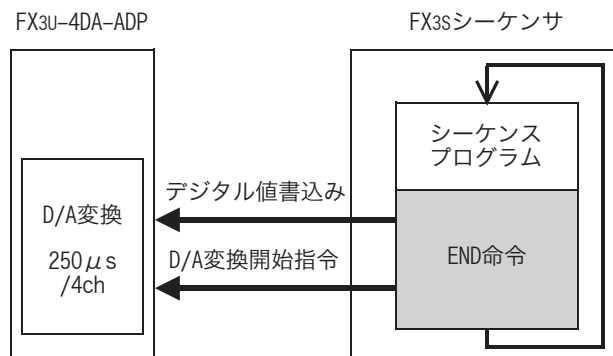 FX3U-4DA-ADP
FX3Sシーケンサ
シーケンス
プログラム
デジタル値書込み
D/A変換
250μs
/4ch
D/A変換開始指令
END命令